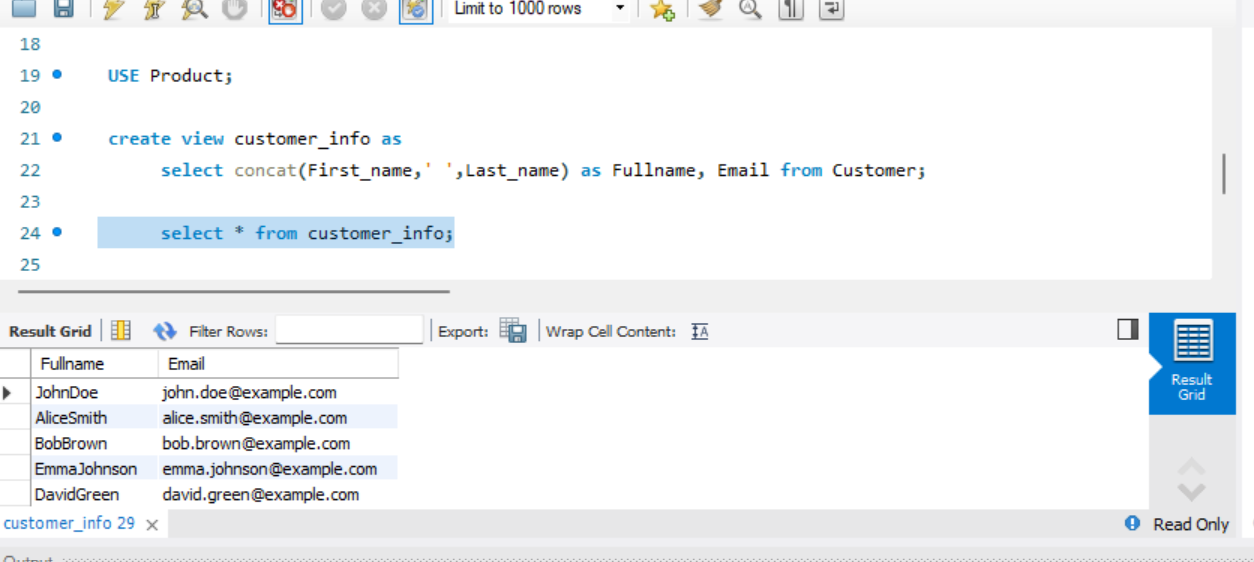 Limit to 1000 rows
18
19 USE Product;
20
21 create view customer_info as
22 select concat(First_name,' ',Last_name) as Fullname, Email from Customer;
23
24 select * from customer_info;
25
Result Grid Filter Rows: Export: Wrap Cell Content:
Fullname Email
JohnDoe john.doe@example.com
AliceSmith alice.smith@example.com
BobBrown bob.brown@example.com
EmmaJohnson emma.johnson@example.com
DavidGreen david.green@example.com
Result
Grid
customer_info 29 Read Only